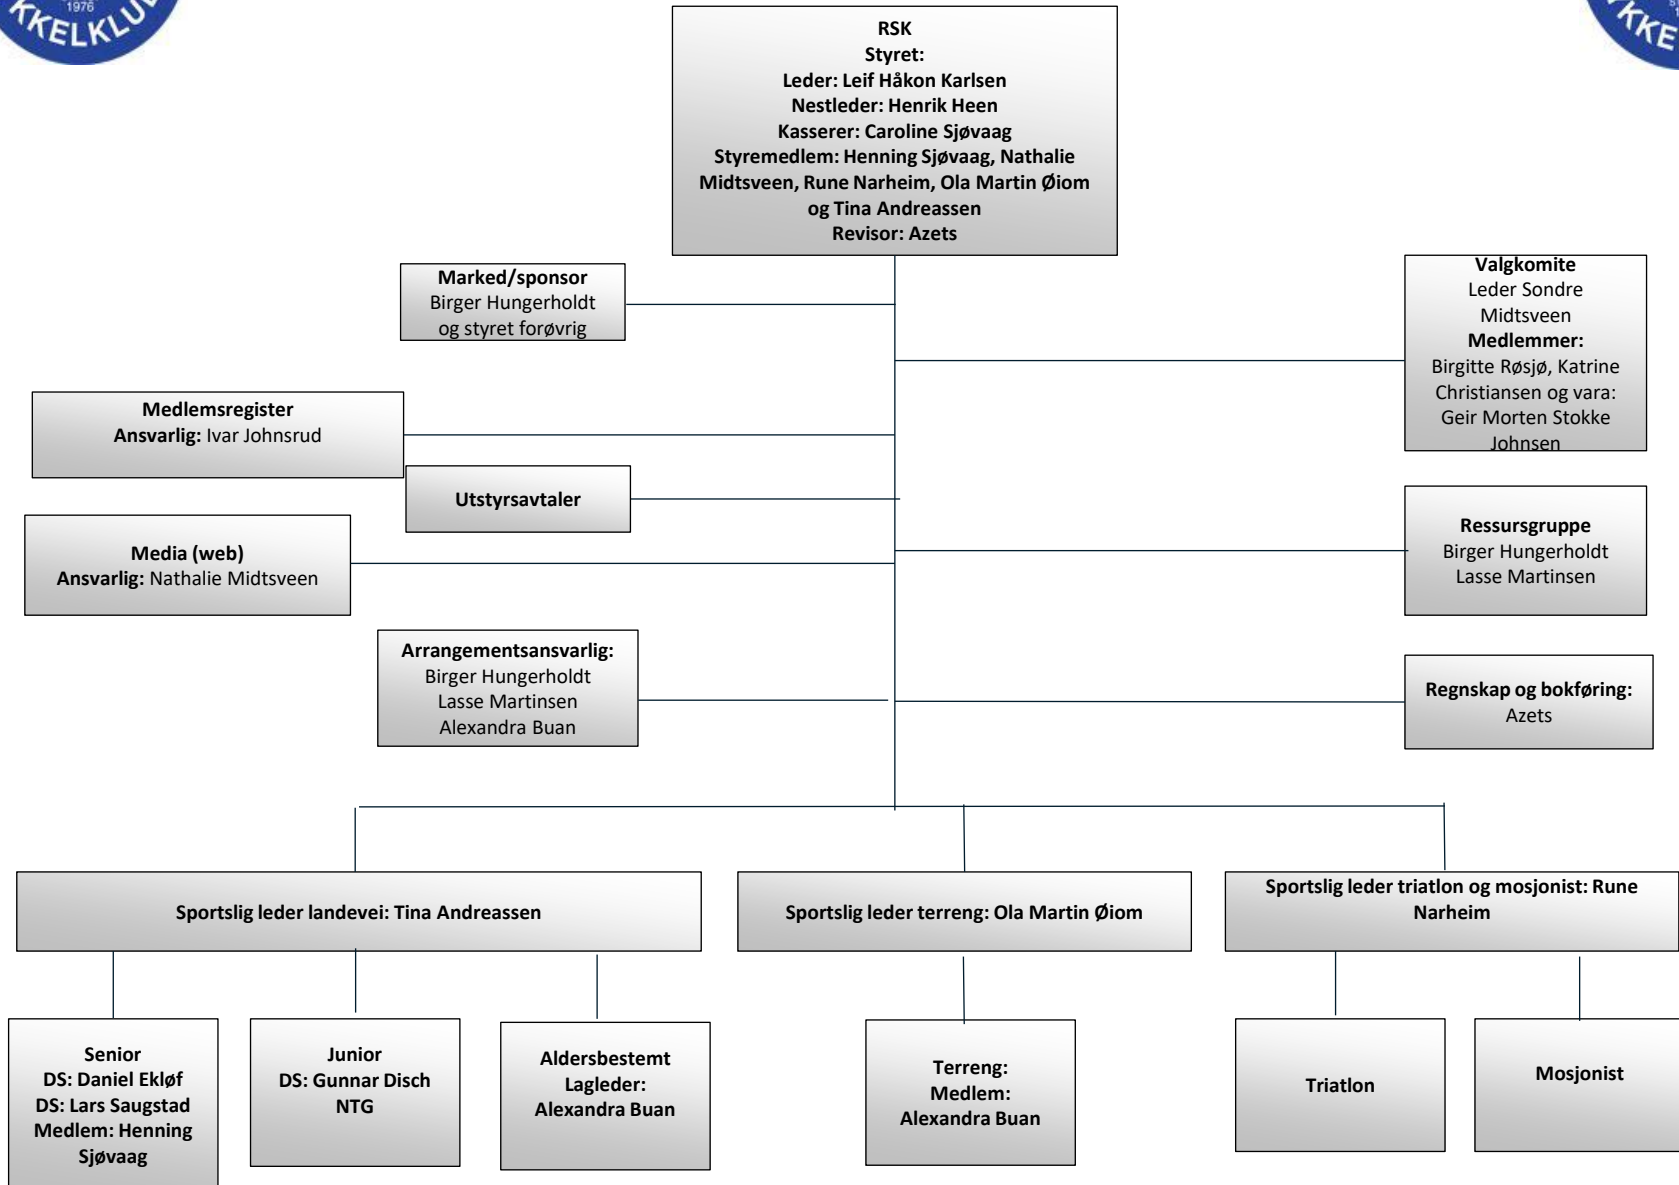 1976
KKELKLU
KKE
RSK
Styret:
Leder: Leif Håkon Karlsen
Nestleder: Henrik Heen
Kasserer: Caroline Sjøvaag
Styremedlem: Henning Sjøvaag, Nathalie
Midtsveen, Rune Narheim, Ola Martin Øiom
og Tina Andreassen
Revisor: Azets
Marked/sponsor
Birger Hungerholdt
og styret forøvrig
Valgkomite
Leder Sondre
Midtsveen
Medlemmer:
Birgitte Røsjø, Katrine
Christiansen og vara:
Geir Morten Stokke
Johnsen
Medlemsregister
Ansvarlig: Ivar Johnsrud
Utstyrsavtaler
Media (web)
Ansvarlig: Nathalie Midtsveen
Ressursgruppe
Birger Hungerholdt
Lasse Martinsen
Arrangementsansvarlig:
Birger Hungerholdt
Lasse Martinsen
Alexandra Buan
Regnskap og bokføring:
Azets
Sportslig leder landevei: Tina Andreassen
Sportslig leder terreng: Ola Martin Øiom
Sportslig leder triatlon og mosjonist: Rune
Narheim
Senior
DS: Daniel Ekløf
DS: Lars Saugstad
Medlem: Henning
Sjøvaag
Junior
DS: Gunnar Disch
NTG
Aldersbestemt
Lagleder:
Alexandra Buan
Terreng:
Medlem:
Alexandra Buan
Triatlon
Mosjonist